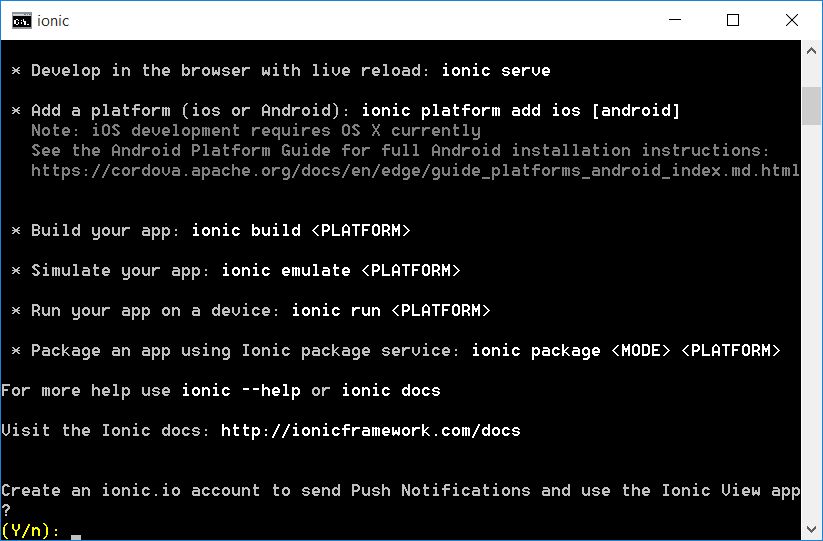 ionic
* Develop in the browser with live reload: ionic serve
* Add a platform (ios or Android): ionic platform add ios [android]
Note: iOS development requires OS X currently
See the Android Platform Guide for full Android installation instructions:
https://cordova.apache.org/docs/en/edge/guide_platforms_android_index.md.html
* Build your app: ionic build <PLATFORM>
* Simulate your app: ionic emulate <PLATFORM>
* Run your app on a device: ionic run <PLATFORM>
* Package an app using Ionic package service: ionic package <MODE> <PLATFORM>
For more help use ionic --help or ionic docs
Visit the Ionic docs: http://ionicframework.com/docs
Create an ionic.io account to send Push Notifications and use the Ionic View app
?
(Y/n): _